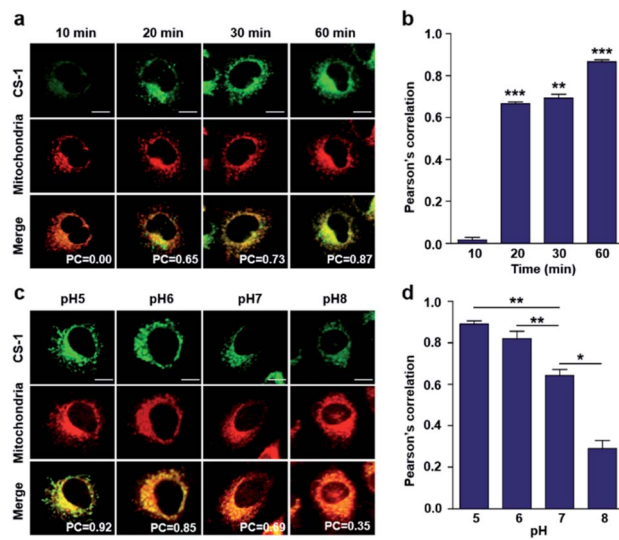 a
10 min 20 min 30 min 60 min
CS-1
Mitochondria
Merge
PC=0.00 PC=0.65 PC=0.73 PC=0.87
b
Pearson's correlation
1.0
0.8
0.6
0.4
0.2
0.0
*** ** ***
10 20 30 60
Time (min)
c
pH5 pH6 pH7 pH8
CS-1
Mitochondria
Merge
PC=0.92 PC=0.85 PC=0.69 PC=0.35
d
Pearson's correlation
1.0
0.8
0.6
0.4
0.2
0.0
**
**
*
5 6 7 8
pH